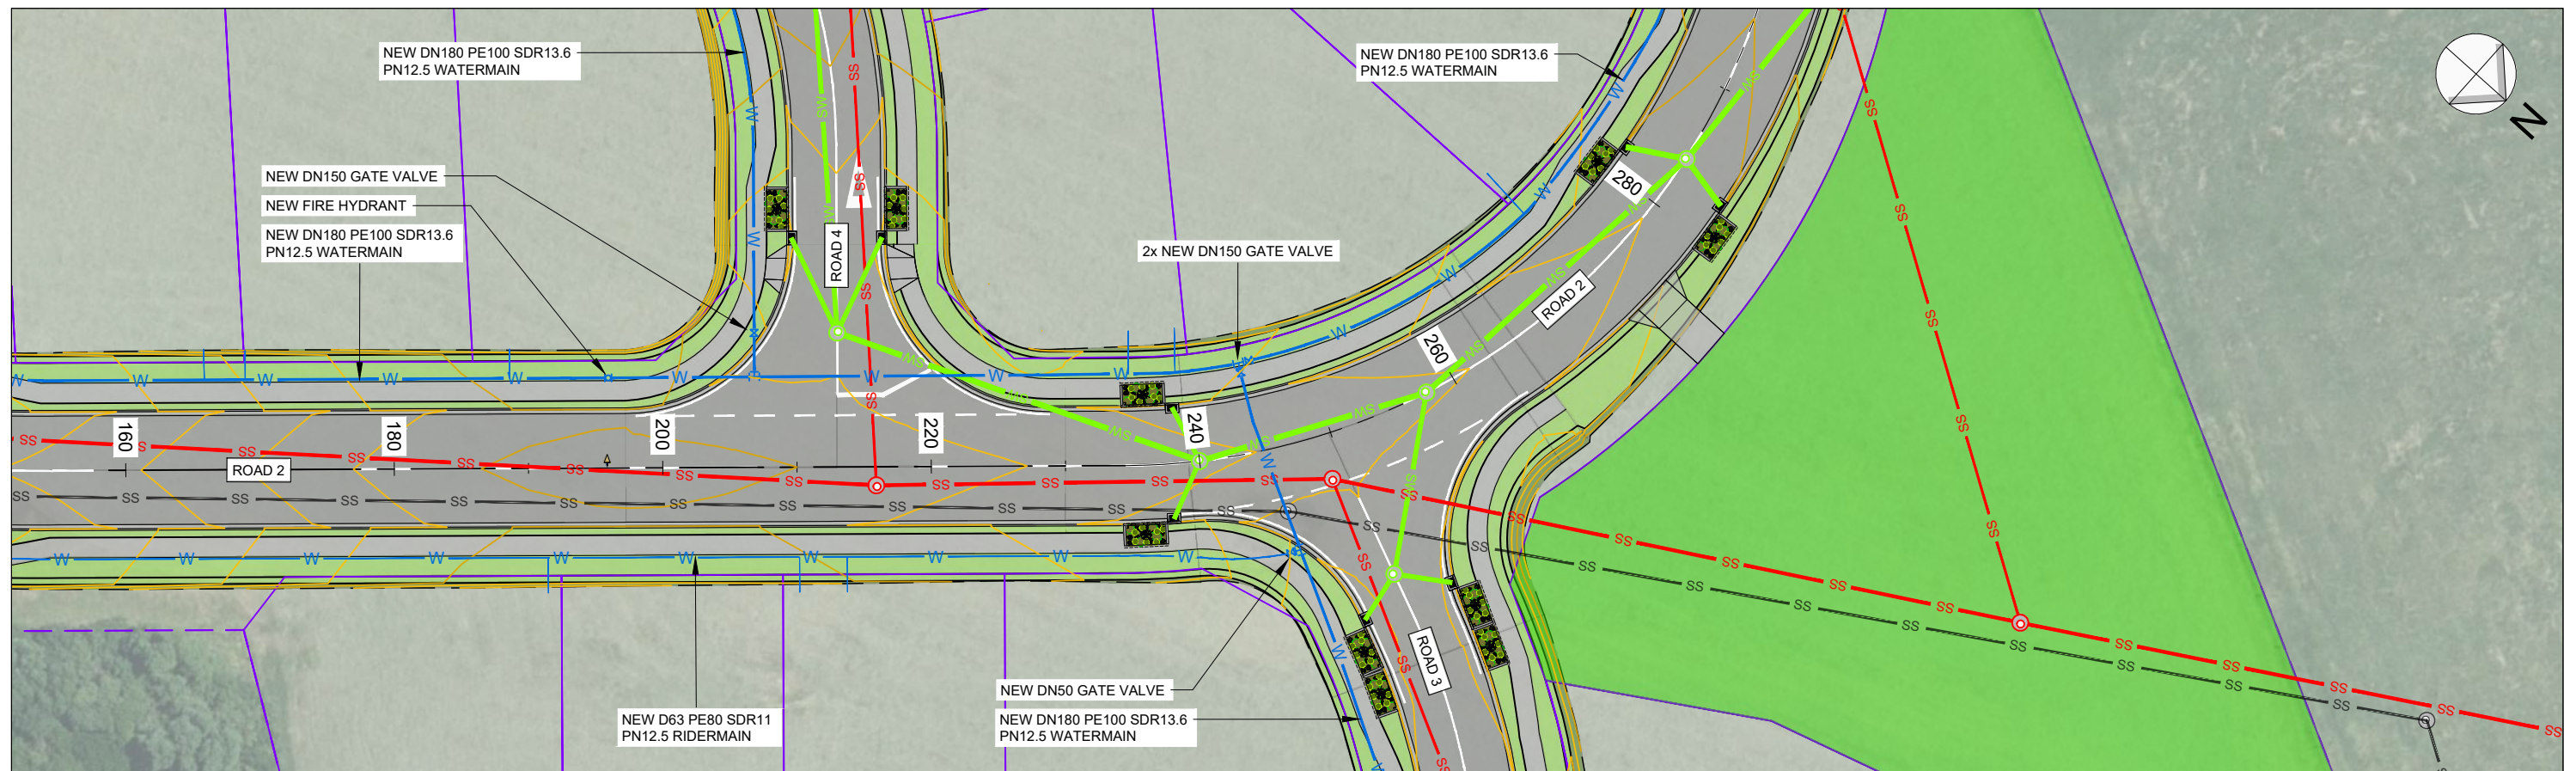 NEW DN180 PE100 SDR13.6
PN12.5 WATERMAIN
NEW DN180 PE100 SDR13.6
PN12.5 WATERMAIN
N
NEW DN150 GATE VALVE
NEW FIRE HYDRANT
NEW DN180 PE100 SDR13.6
PN12.5 WATERMAIN
2x NEW DN150 GATE VALVE
ROAD 4
280
ROAD 2
260
160
180
200
220
240
ROAD 2
ROAD 3
NEW D63 PE80 SDR11
PN12.5 RIDERMAIN
NEW DN50 GATE VALVE
NEW DN180 PE100 SDR13.6
PN12.5 WATERMAIN
W
SS
SW